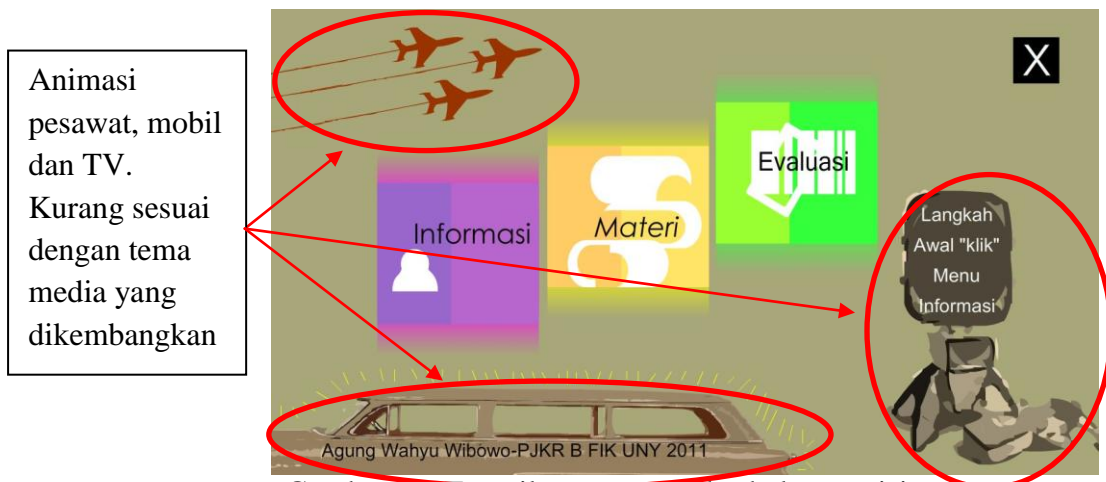 Animasi
pesawat, mobil
dan TV.
Kurang sesuai
dengan tema
media yang
dikembangkan
X
Informasi
Materi
Evaluasi
Langkah
Awal "klik"
Menu
Informasi
Agung Wahyu Wibowo-PJKR B FIK UNY 2011